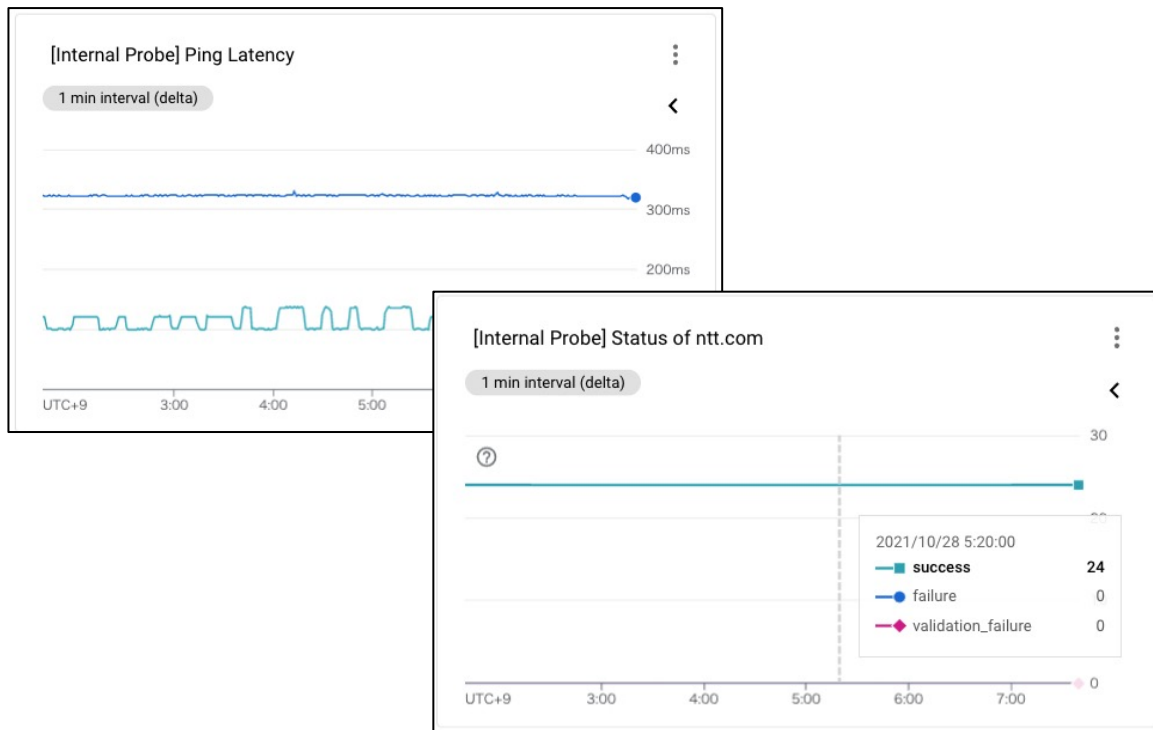 [Internal Probe] Ping Latency
1 min interval (delta)
400ms
300ms
200ms
UTC+9 3:00 4:00 5:00
[Internal Probe] Status of ntt.com
1 min interval (delta)
30
20
2021/10/28 5:20:00
success 24
failure 0
validation_failure 0
0
UTC+9 3:00 4:00 5:00 6:00 7:00